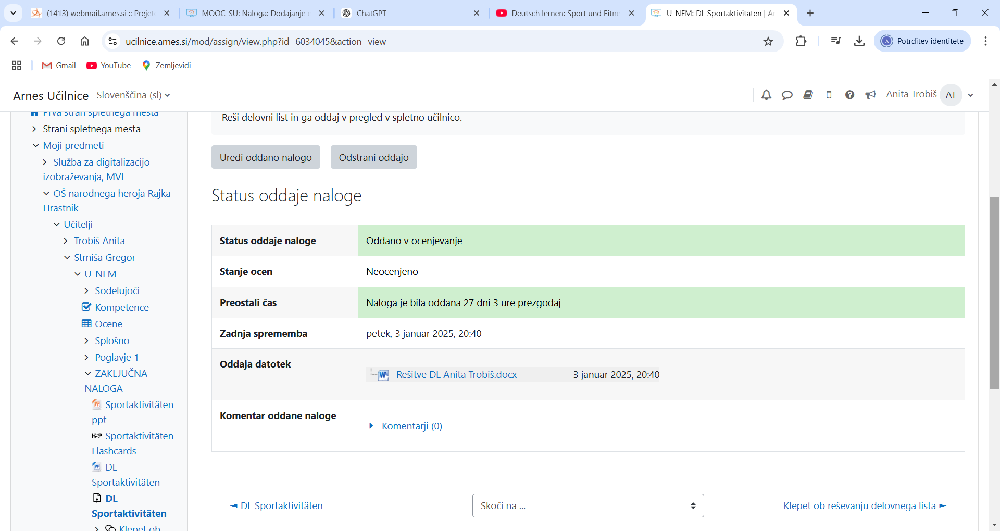 (1413) webmail.arnes.si :: Prejet
MOOC-SU: Naloga: Dodajanje
ChatGPT
Deutsch lernen: Sport und Fitne
U_NEM: DL Sportaktivitäten | Ar
ucilnice.arnes.si/mod/assign/view.php?id=6034045&action=view
A
Potrditev identitete
Gmail
YouTube
Zemljevidi
Arnes Učilnice
Slovenščina (sl)
Anita Trobiš
AT
Prva stran spletnega mesta
Strani spletnega mesta
Moji predmeti
Služba za digitalizacijo
izobraževanja, MVI
OŠ narodnega heroja Rajka
Hrastnik
Učitelji
Trobiš Anita
Strniša Gregor
U_NEM
Sodelujoči
Kompetence
Ocene
Splošno
Poglavje 1
ZAKLJUČNA
NALOGA
Sportaktivitäten
ppt
H-P Sportaktivitäten
Flashcards
DL
Sportaktivitäten
DL
Sportaktivitäten
Klepet ob
Reši delovni list in ga oddaj v pregled v spletno učilnico.
Uredi oddano nalogo
Odstrani oddajo
Status oddaje naloge
Status oddaje naloge Oddano v ocenjevanje
Stanje ocen Neocenjeno
Preostali čas Naloga je bila oddana 27 dni 3 ure prezgodaj
Zadnja sprememba petek, 3 januar 2025, 20:40
Oddaja datotek
Rešitve DL Anita Trobiš.docx 3 januar 2025, 20:40
Komentar oddane naloge
Komentarji (0)
◄ DL Sportaktivitäten
Skoči na ...
Klepet ob reševanju delovnega lista ►